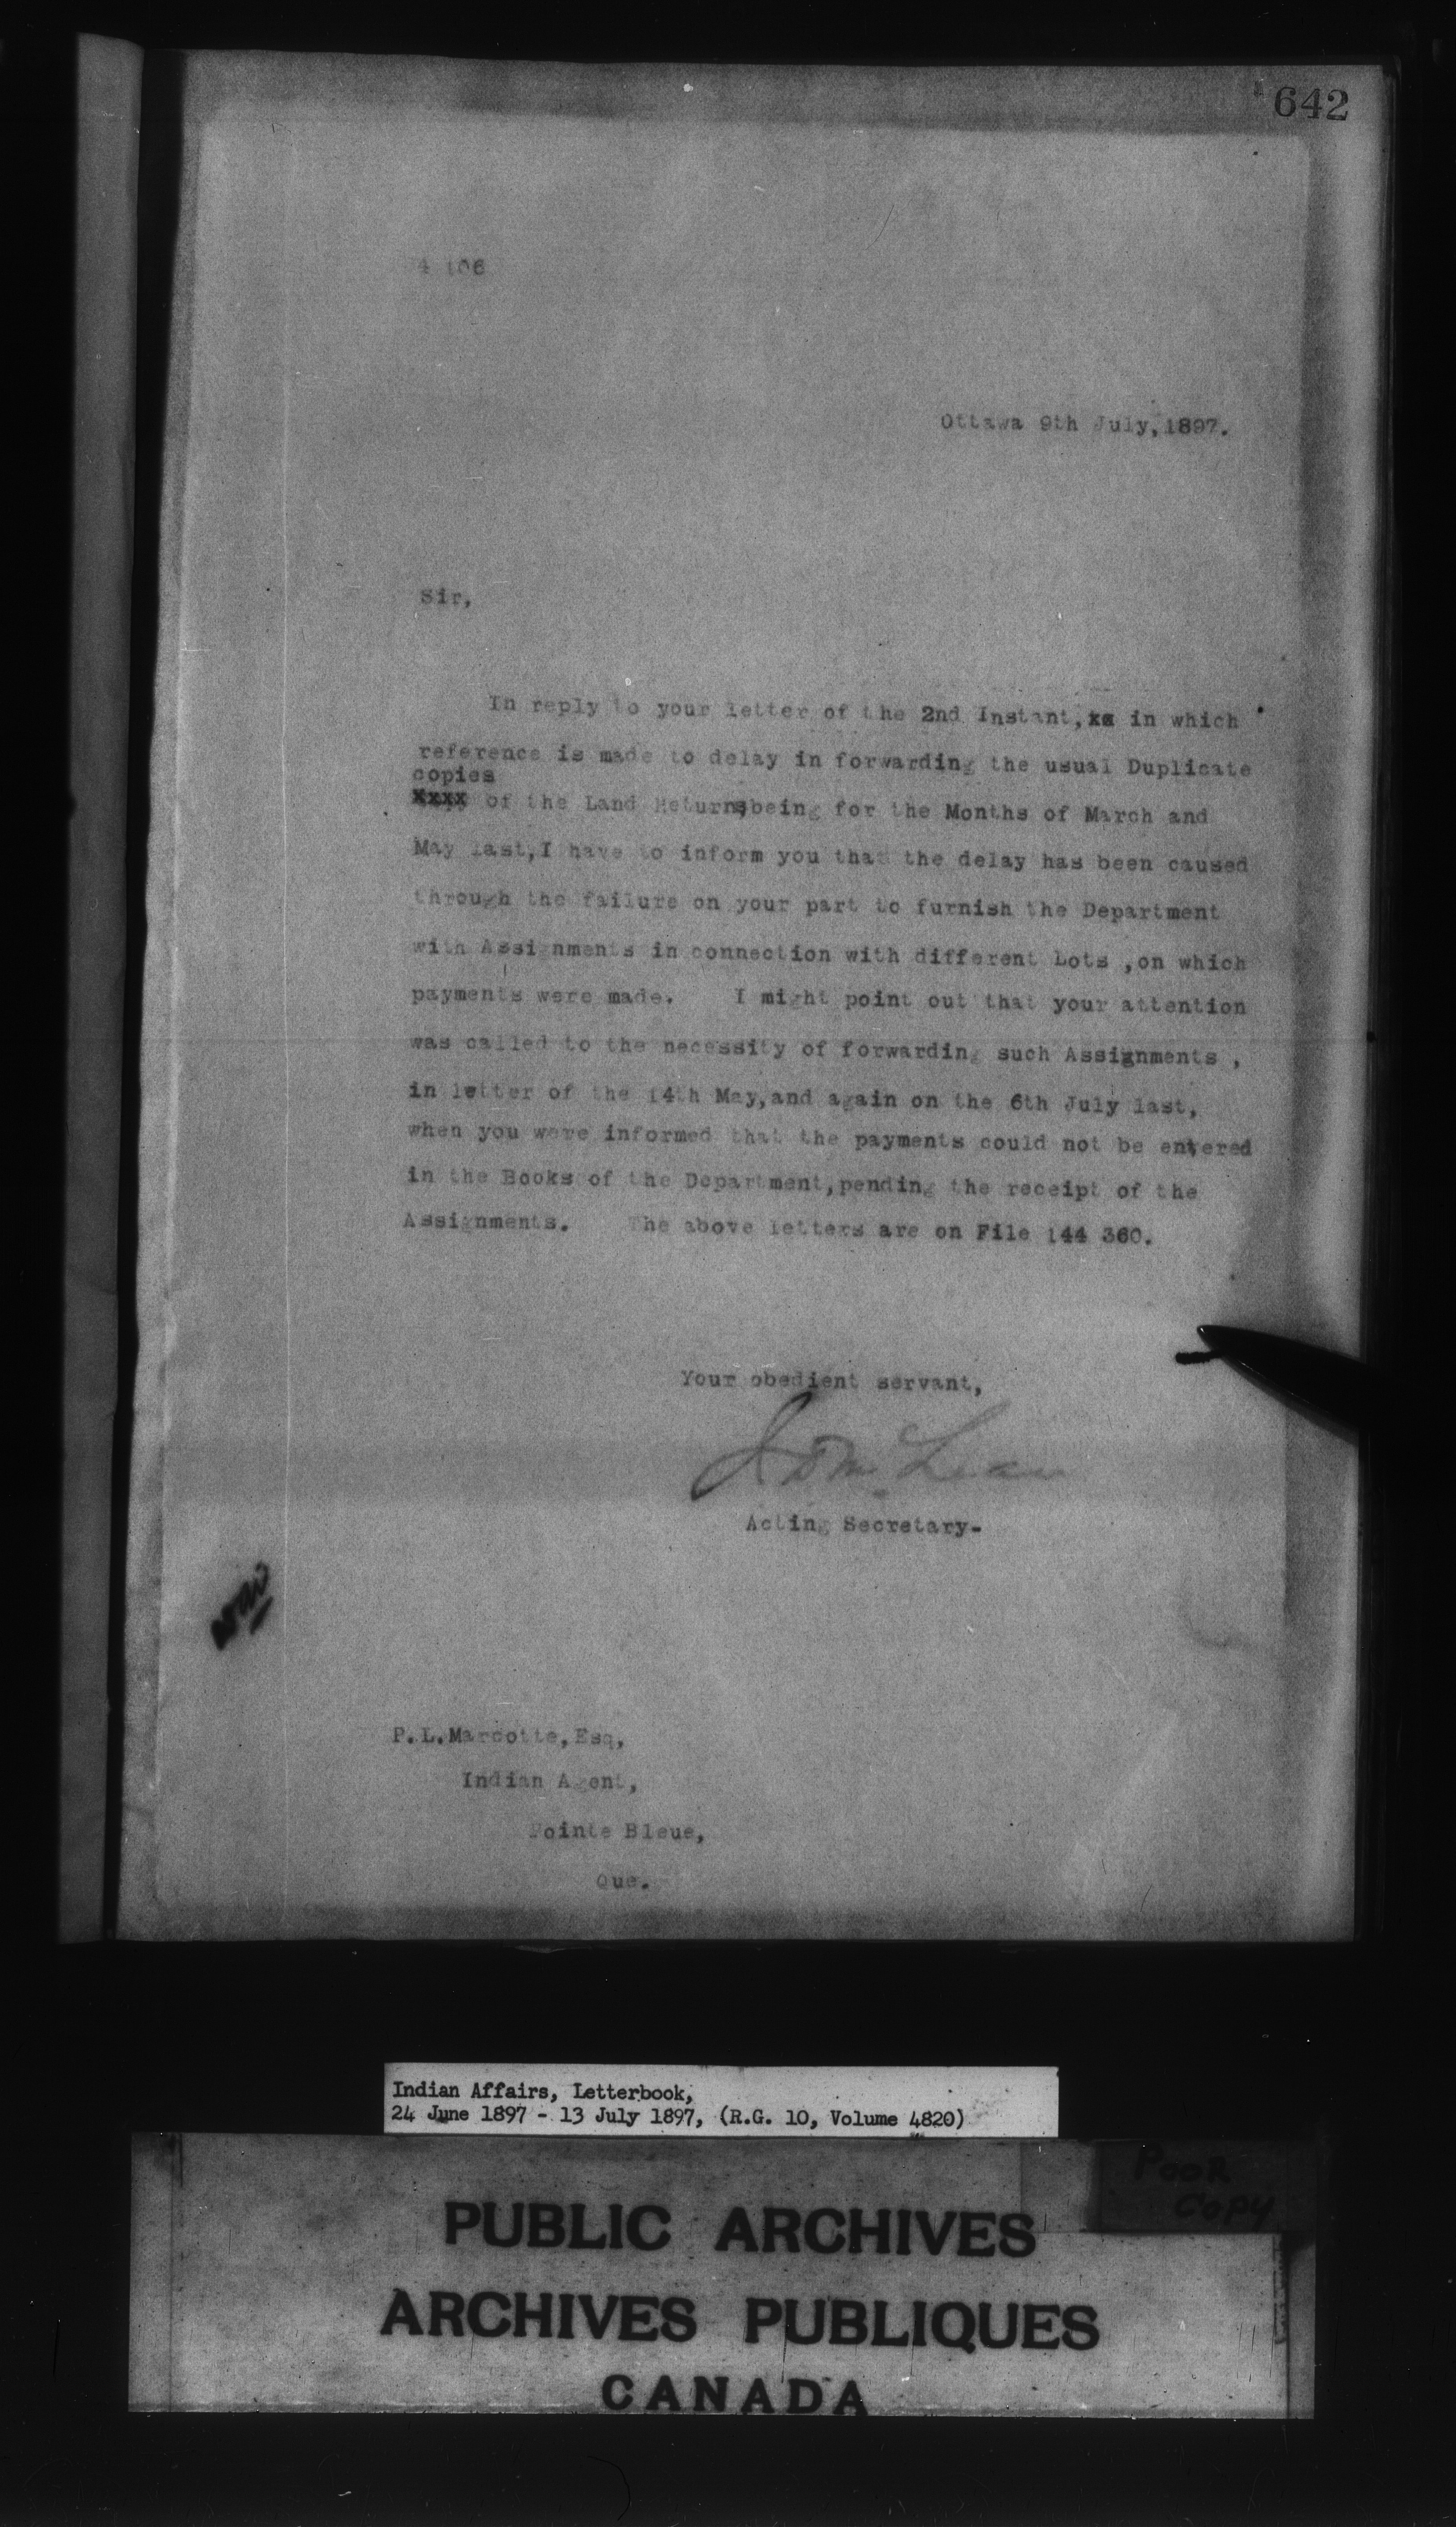 642
Ottawa 9th July, 1897.
Sir,
In reply to your letter of the 2nd Instant, xx in which
reference is made to delay in forwarding the usual Duplicate
copies
xxxx of the Land Returns, being for the Months of March and
May last, I have to inform you that the delay has been caused
through the failure on your part to furnish the Department
with Assignments in connection with different Lots , on which
payments were made. I might point out that your attention
was called to the necessity of forwarding such Assignments ,
in letter of the 14th May, and again on the 6th July last,
when you were informed that the payments could not be entered
in the Books of the Department, pending the receipt of the
Assignments. The above letters are on File 144 360.
Your obedient servant,
J D McLean
Acting Secretary-
P. L. Marcotte, Esq,
Indian Agent,
Pointe Bleue,
Que.
Indian Affairs, Letterbook,
24 June 1897 - 13 July 1897, (R.G. 10, Volume 4820)
Poor
Copy
PUBLIC ARCHIVES
ARCHIVES PUBLIQUES
CANADA